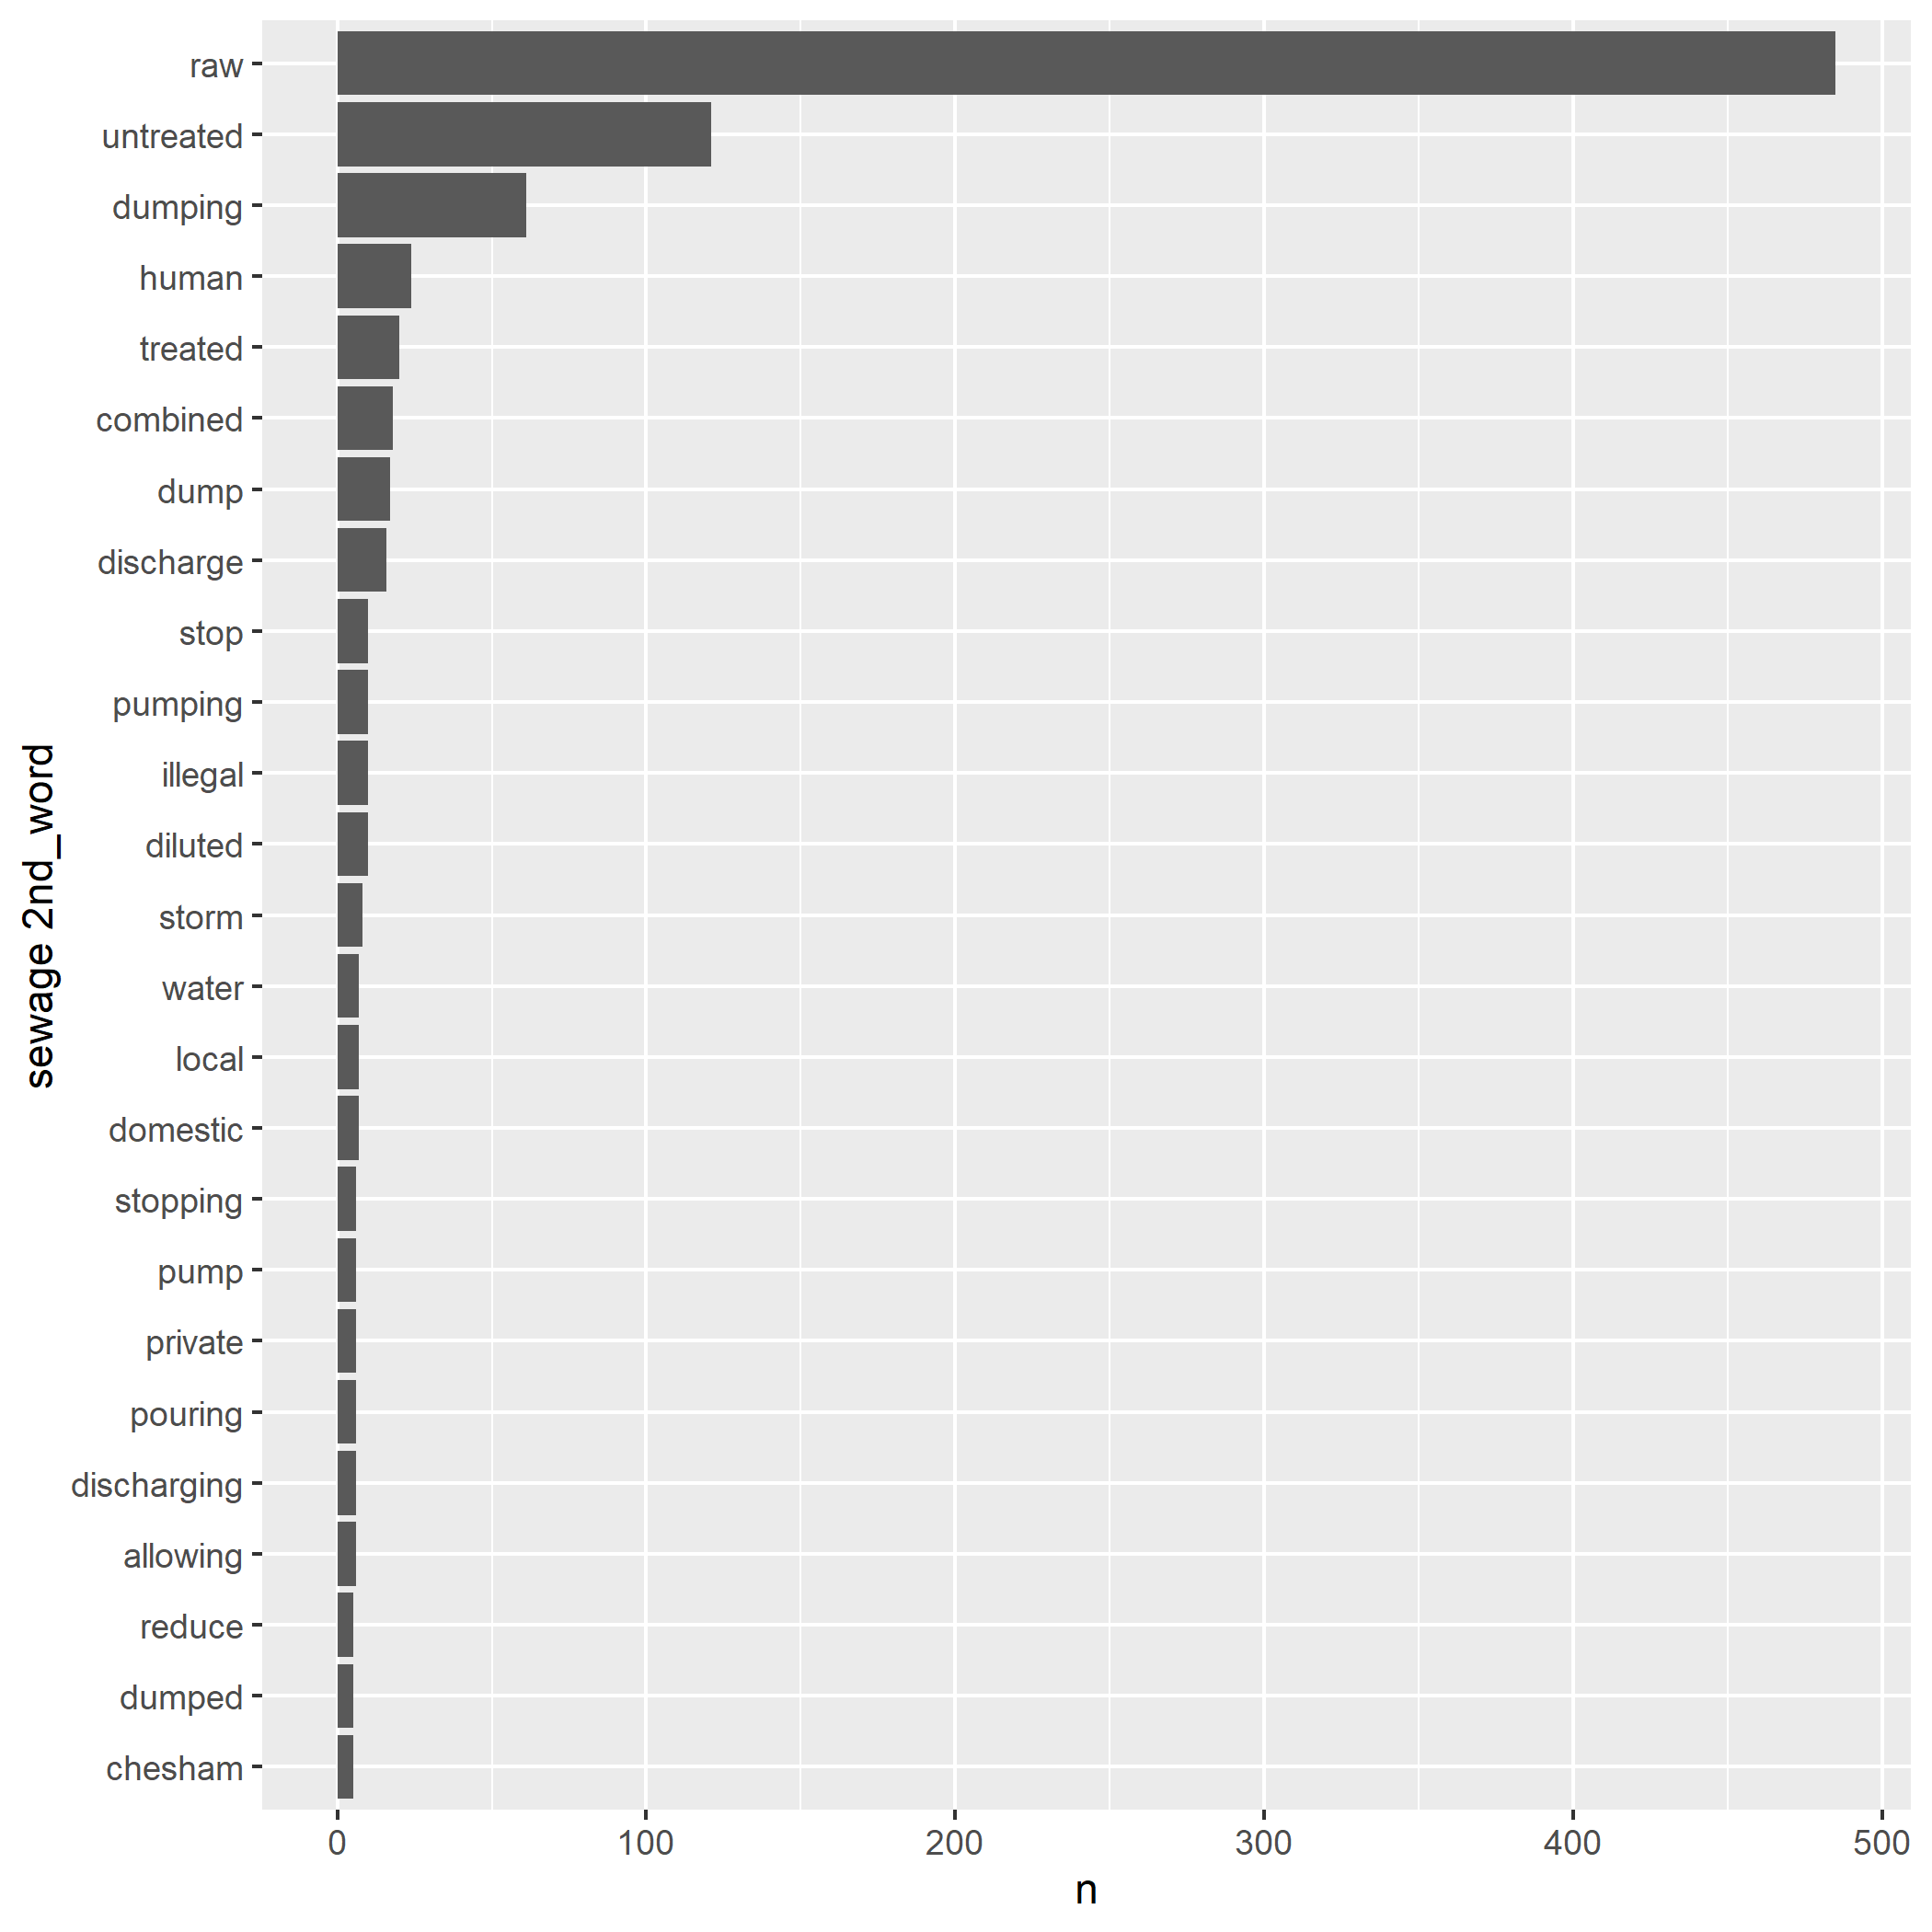 raw
untreated
dumping
human
treated
combined
dump
discharge
stop
pumping
illegal
diluted
storm
water
local
domestic
stopping
pump
private
pouring
discharging
allowing
reduce
dumped
chesham
sewage 2nd_word
0 100 200 300 400 500
n